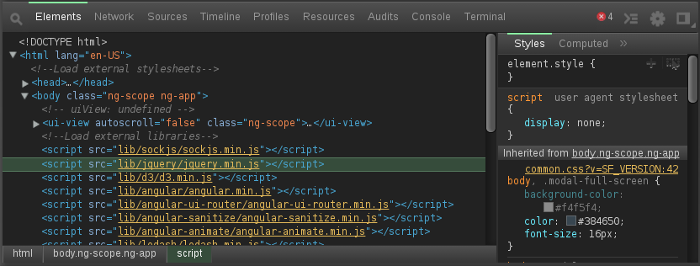 Elements Network Sources Timeline Profiles Resources Audits Console Terminal 4
<!DOCTYPE html>
▼<html lang="en-US">
<!--Load external stylesheets-->
▶<head>…</head>
▼<body class="ng-scope ng-app">
<!-- uiView: undefined -->
▶<ui-view autoscroll="false" class="ng-scope">…</ui-view>
<!--Load external libraries-->
<script src="lib/sockjs/sockjs.min.js"></script>
<script src="lib/jquery/jquery.min.js"></script>
<script src="lib/d3/d3.min.js"></script>
<script src="lib/angular/angular.min.js"></script>
<script src="lib/angular-ui-router/angular-ui-router.min.js"></script>
<script src="lib/angular-sanitize/angular-sanitize.min.js"></script>
<script src="lib/angular-animate/angular-animate.min.js"></script>
<script src="lib/lodash/lodash.min.js"></script>
html body.ng-scope.ng-app script
Styles Computed »
element.style {
}
script user agent stylesheet
{
display: none;
}
Inherited from body.ng-scope.ng-app
common.css?v=SF_VERSION:42
body, .modal-full-screen {
background-color:
#f4f5f4;
color: #384650;
font-size: 16px;
}